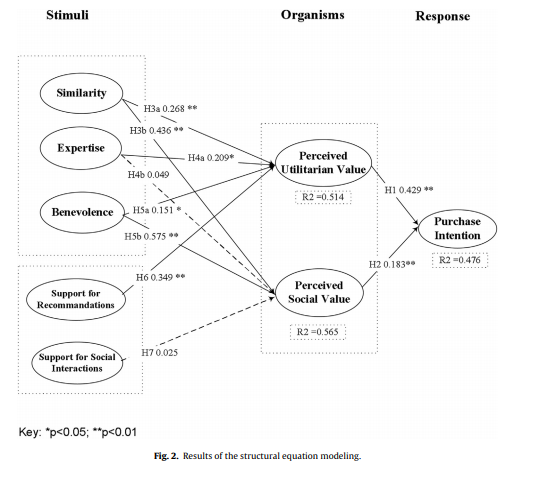 Stimuli
Organisms
Response
Similarity
H3a 0.268 **
H3b 0.436 **
Expertise
H4a 0.209*
Perceived
Utilitarian Value
H4b 0.049
R2 =0.514
H1 0.429 **
Benevolence
H5a 0.151 *
H5b 0.575 **
Purchase
Intention
R2 =0.476
H2 0.183**
H6 0.349 **
Perceived
Social Value
R2 =0.565
Support for
Recommandations
Support for Social
Interactions
H7 0.025
Key: *p<0.05; **p<0.01
Fig. 2. Results of the structural equation modeling.